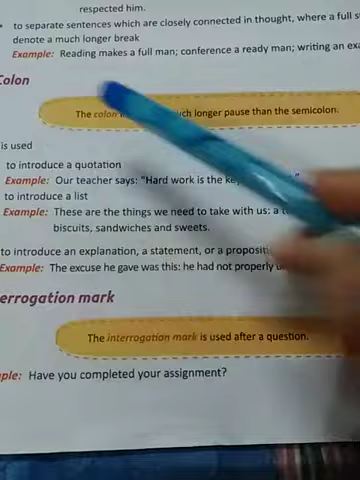 respected him.
• to separate sentences which are closely connected in thought, where a full s
denote a much longer break
Example: Reading makes a full man; conference a ready man; writing an exa
Colon
The colon much longer pause than the semicolon.
is used
to introduce a quotation
Example: Our teacher says: "Hard work is the key
to introduce a list
Example: These are the things we need to take with us: a
biscuits, sandwiches and sweets.
to introduce an explanation, a statement, or a propositi
Example: The excuse he gave was this: he had not properly
errogation mark
The interrogation mark is used after a question.
ple: Have you completed your assignment?